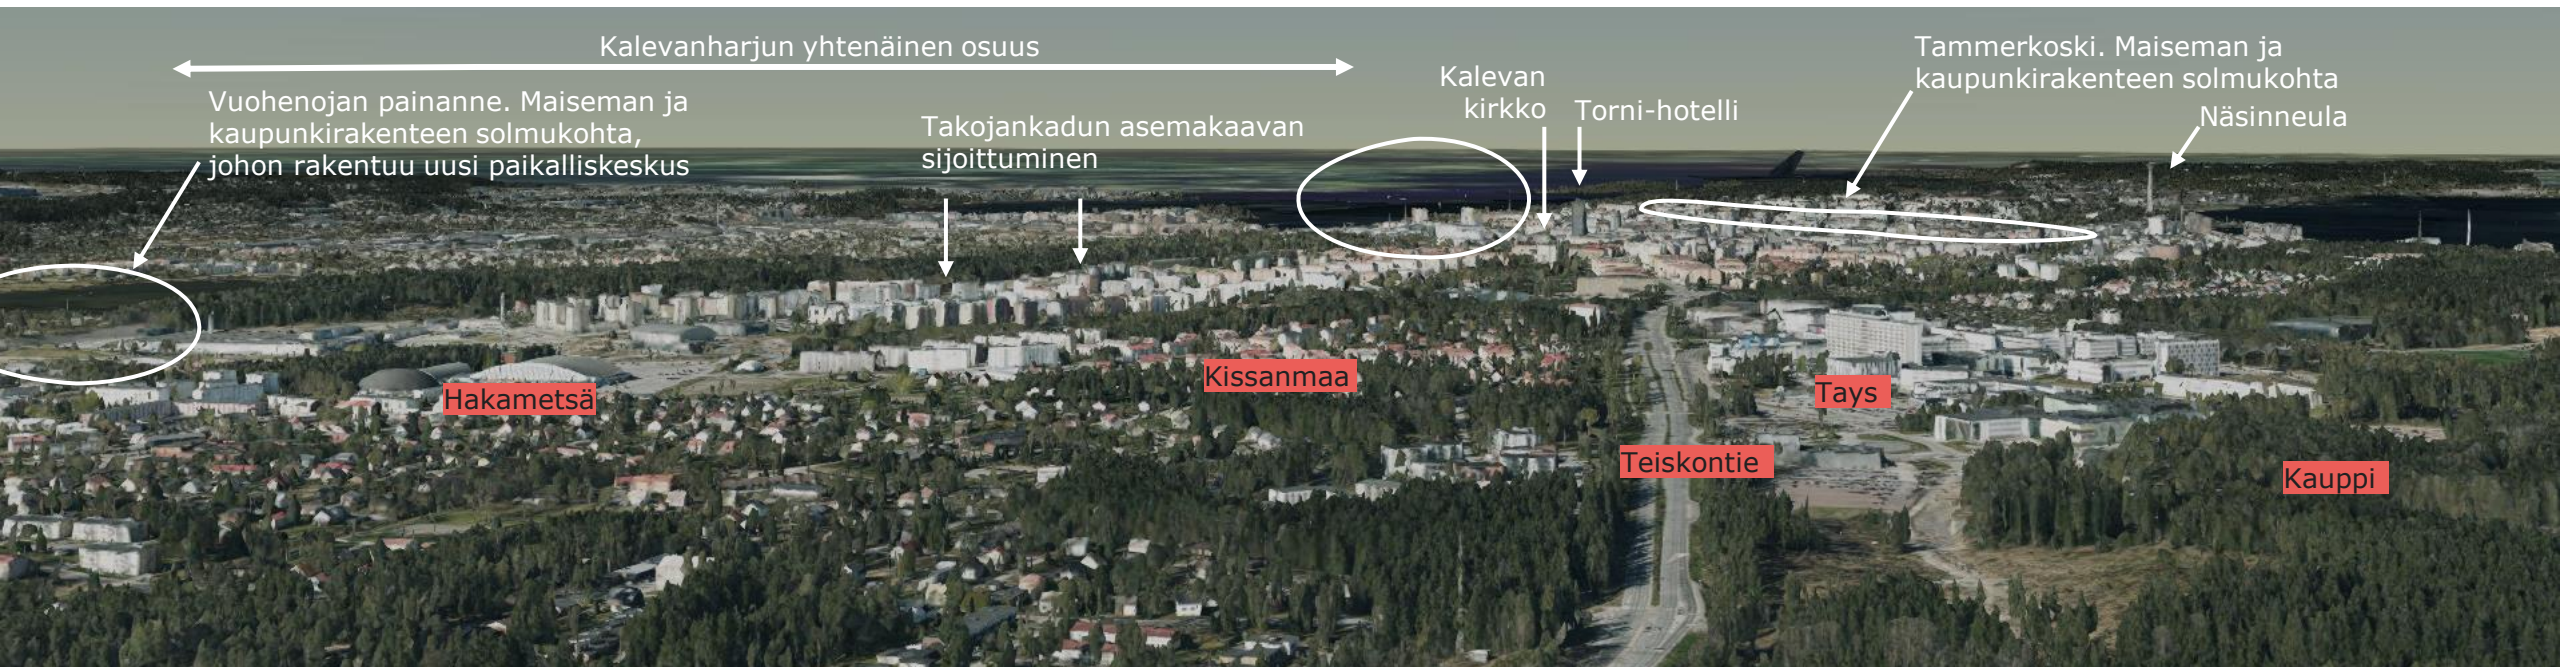 Kalevanharjun yhtenäinen osuus
Vuohenojan painanne. Maiseman ja
kaupunkirakenteen solmukohta,
johon rakentuu uusi paikalliskeskus
Takojankadun asemakaavan
sijoittuminen
Kalevan
kirkko
Torni-hotelli
Tammerkoski. Maiseman ja
kaupunkirakenteen solmukohta
Näsinneula
Hakametsä
Kissanmaa
Tays
Teiskontie
Kauppi